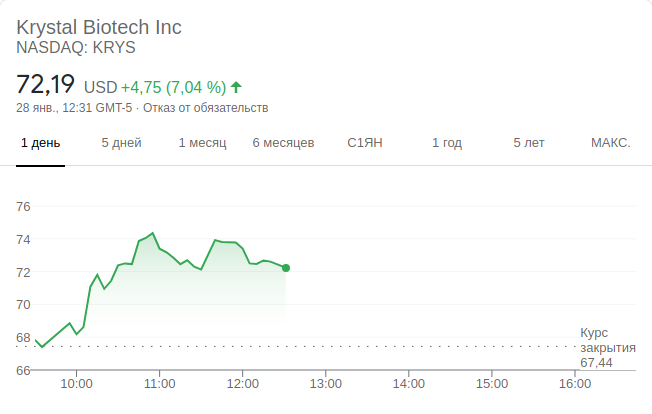 Krystal Biotech Inc
NASDAQ: KRYS
72,19 USD +4,75 (7,04 %)
28 янв., 12:31 GMT-5 · Отказ от обязательств
1 день 5 дней 1 месяц 6 месяцев С1ЯН 1 год 5 лет МАКС.
76
74
72
70
68
66
Курс
закрытия
67,44
10:00 11:00 12:00 13:00 14:00 15:00 16:00